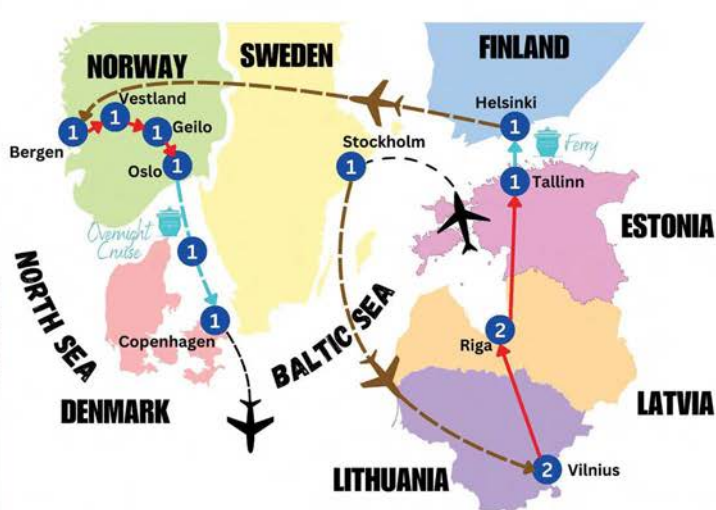 NORWAY
SWEDEN
FINLAND
Vestland
1
Helsinki
1
1
Geilo
1
Bergen
1
Ferry
Stockholm
Oslo
1
1
1
Tallinn
ESTONIA
Overnight
Cruise
1
NORTH SEA
BALTIC SEA
1
Copenhagen
2
Riga
DENMARK
LATVIA
LITHUANIA
2
Vilnius